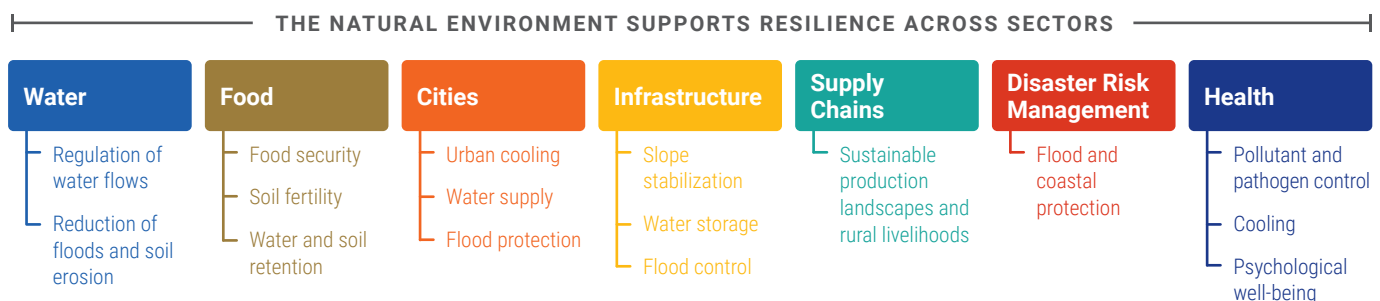 THE NATURAL ENVIRONMENT SUPPORTS RESILIENCE ACROSS SECTORS
Water
Regulation of
water flows
Reduction of
floods and soil
erosion
Food
Food security
Soil fertility
Water and soil
retention
Cities
Urban cooling
Water supply
Flood protection
Infrastructure
Slope
stabilization
Water storage
Flood control
Supply
Chains
Sustainable
production
landscapes and
rural livelihoods
Disaster Risk
Management
Flood and
coastal
protection
Health
Pollutant and
pathogen control
Cooling
Psychological
well-being